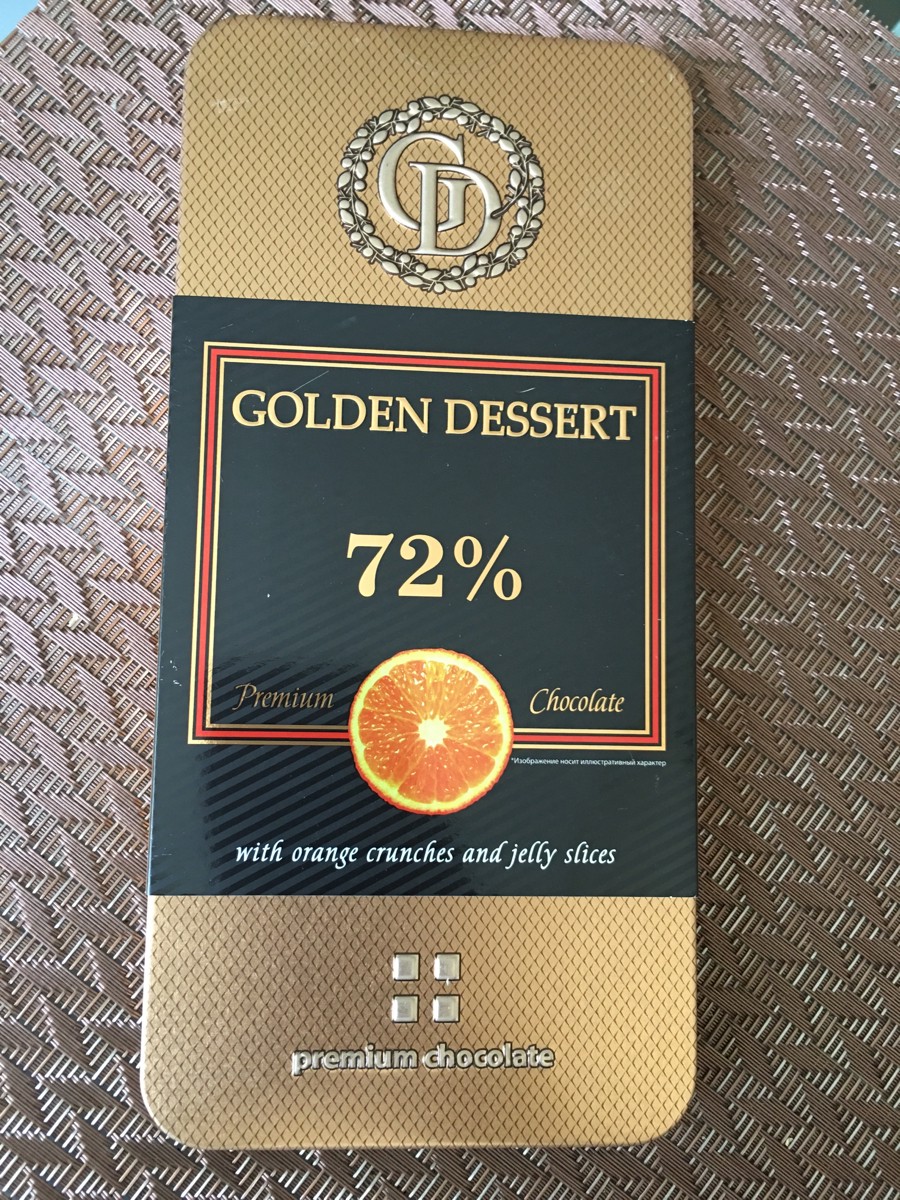 GD
GOLDEN DESSERT
72%
Premium Chocolate
*Изображение носит иллюстративный характер
with orange crunches and jelly slices
premium chocolate